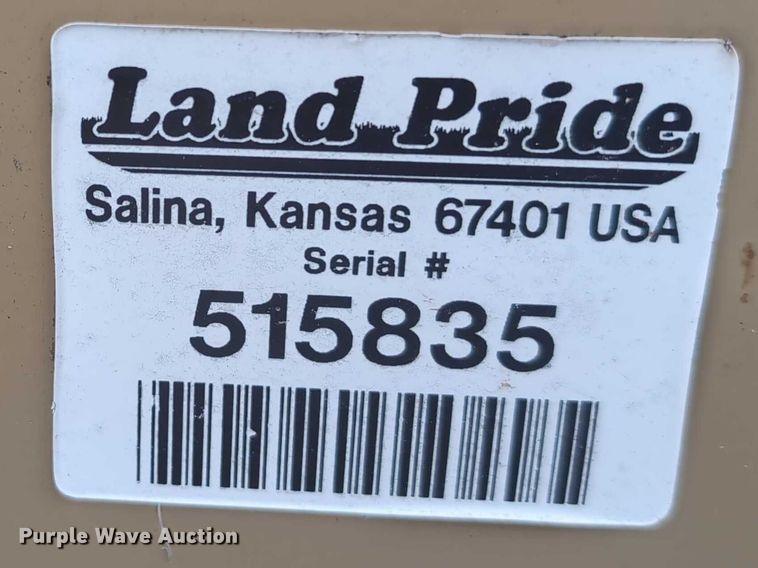 Land Pride
Salina, Kansas 67401 USA
Serial #
515835
Purple Wave Auction